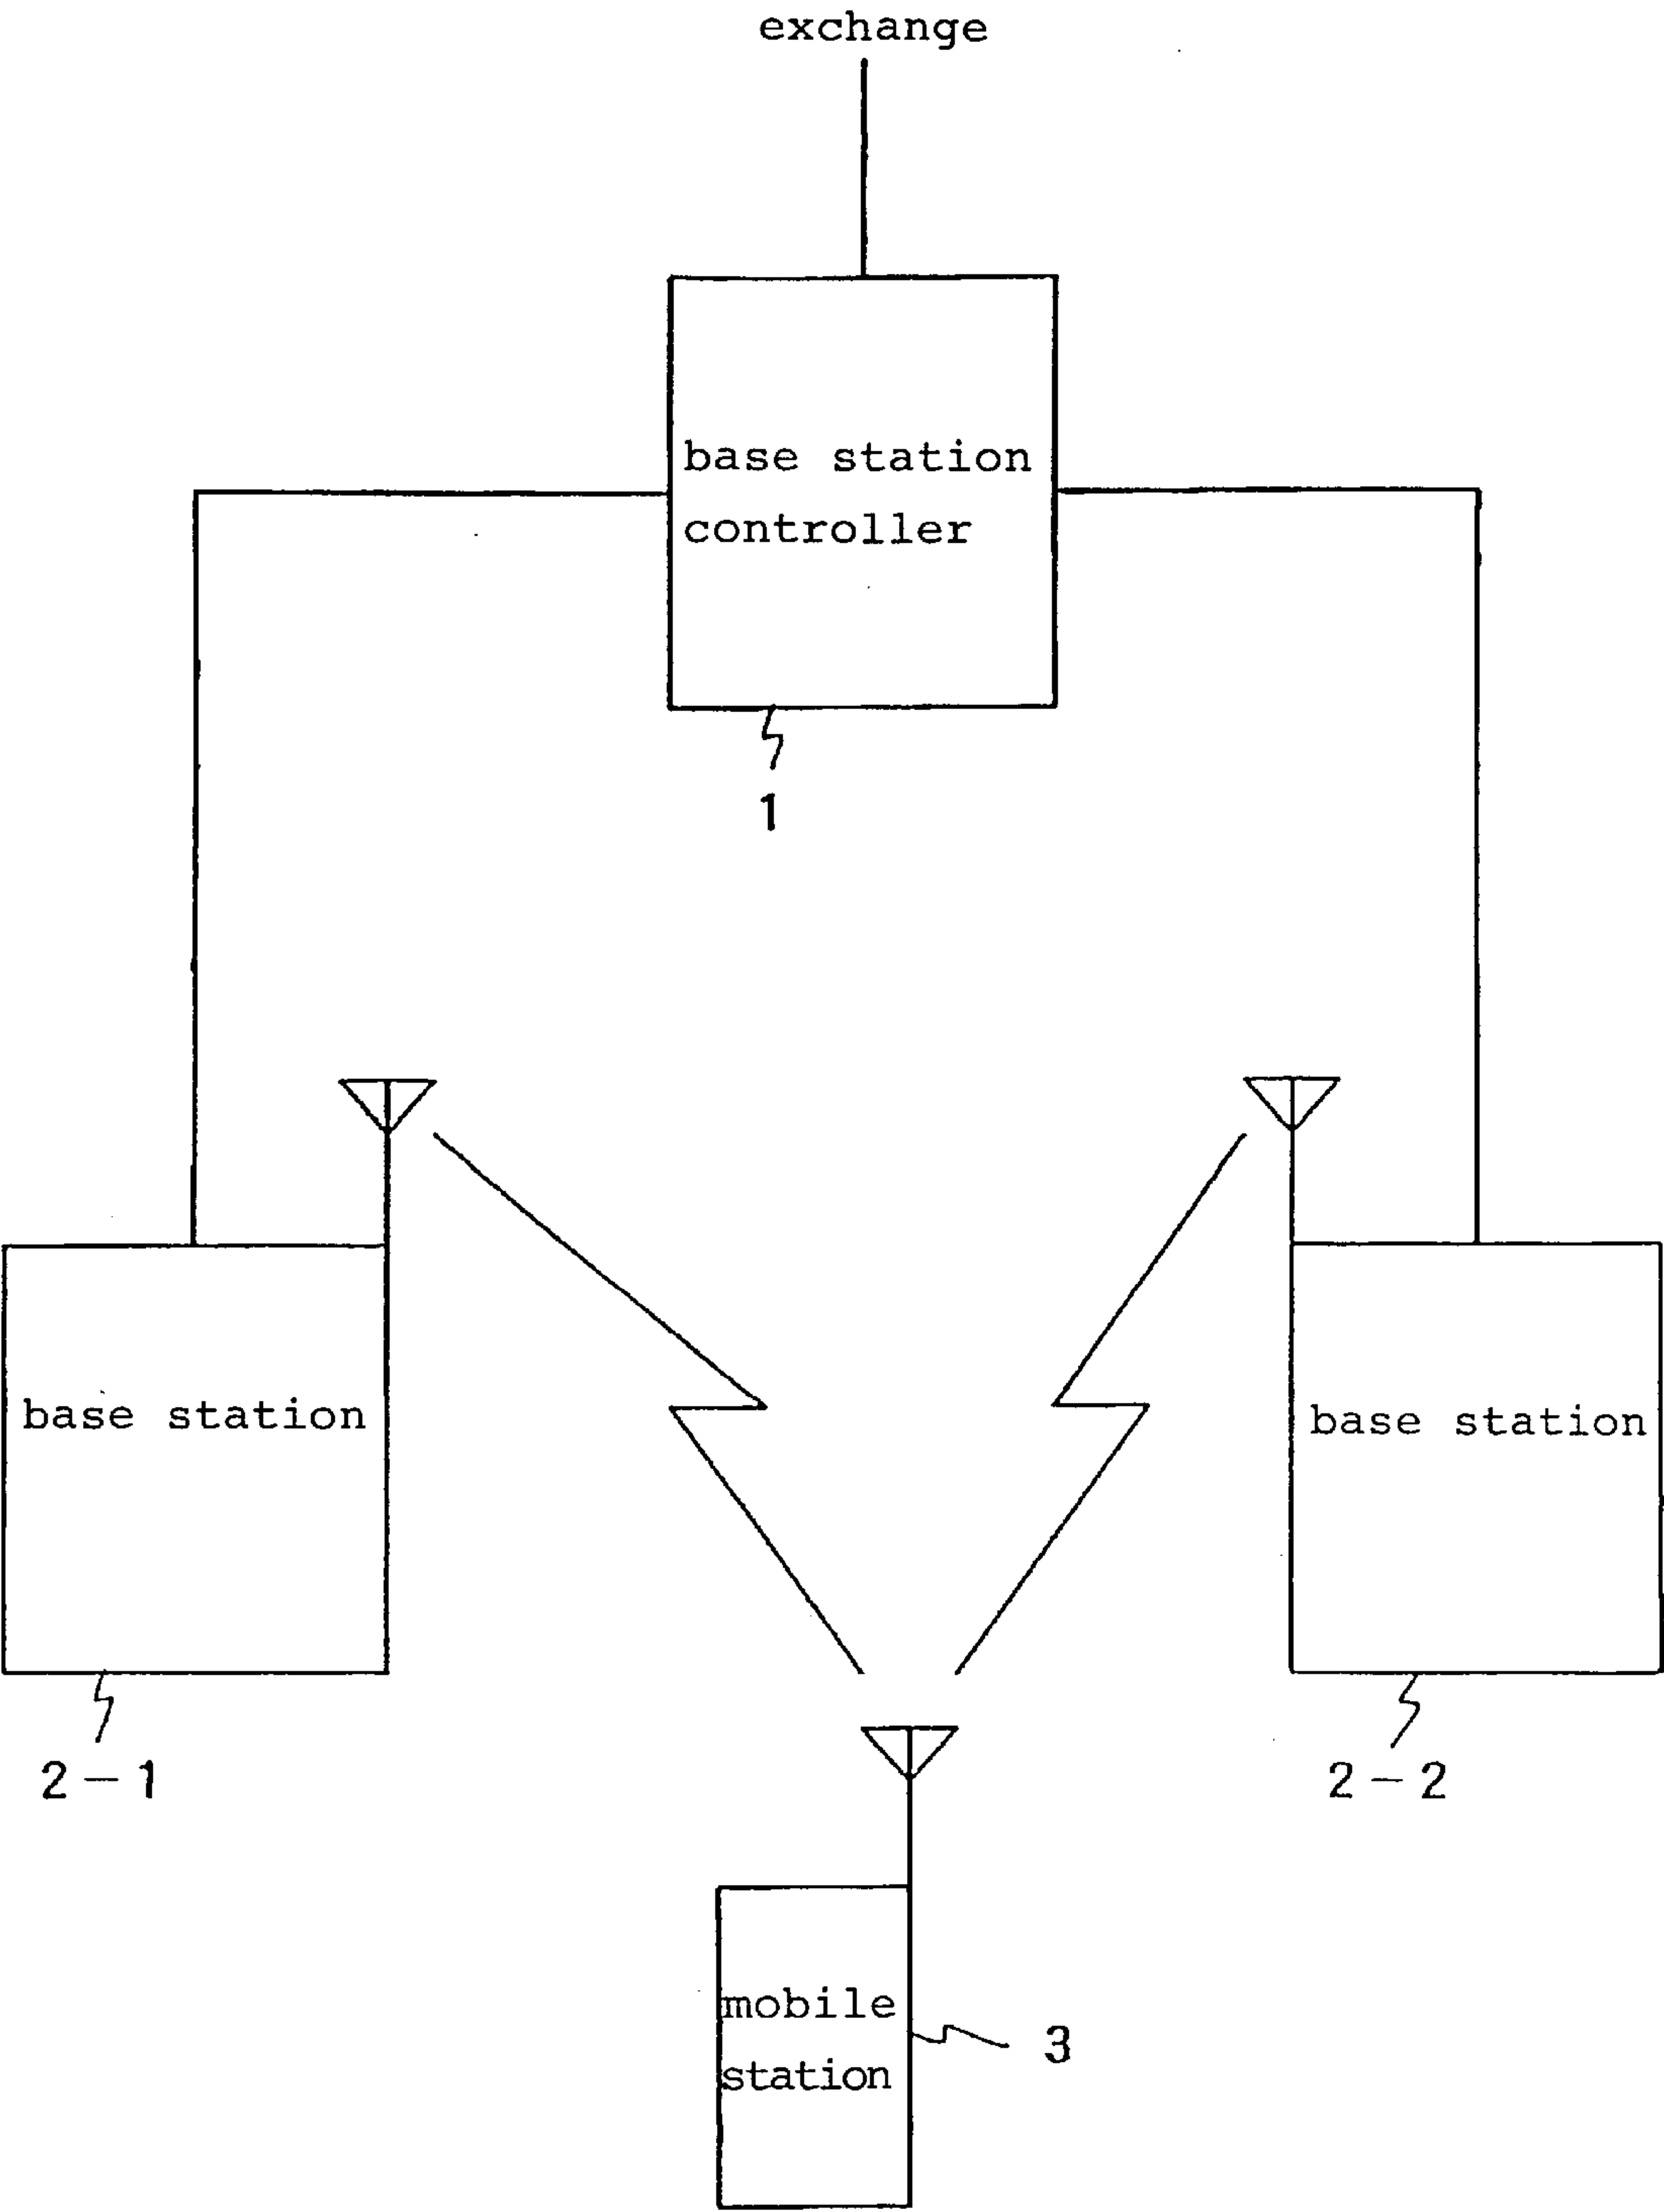 exchange
base station
controller
1
base station
base station
2-1
2-2
mobile
station
3